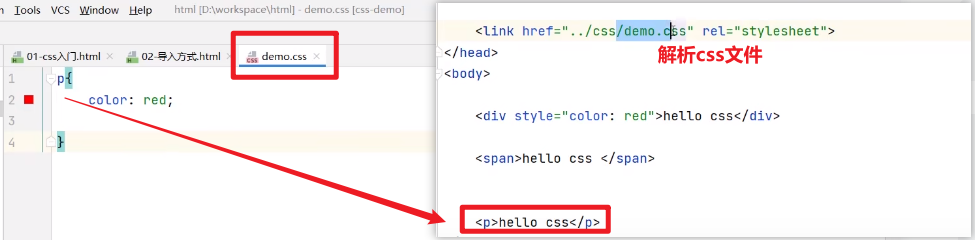 Tools VCS Window Help html [D:\workspace\html] - demo.css [css-demo]
01-css入门.html 02-导入方式.html demo.css
1 p{
2 color: red;
3
4 }
<link href="../css/demo.css" rel="stylesheet">
解析css文件
</head>
<body>
<div style="color: red">hello css</div>
<span>hello css </span>
<p>hello css</p>